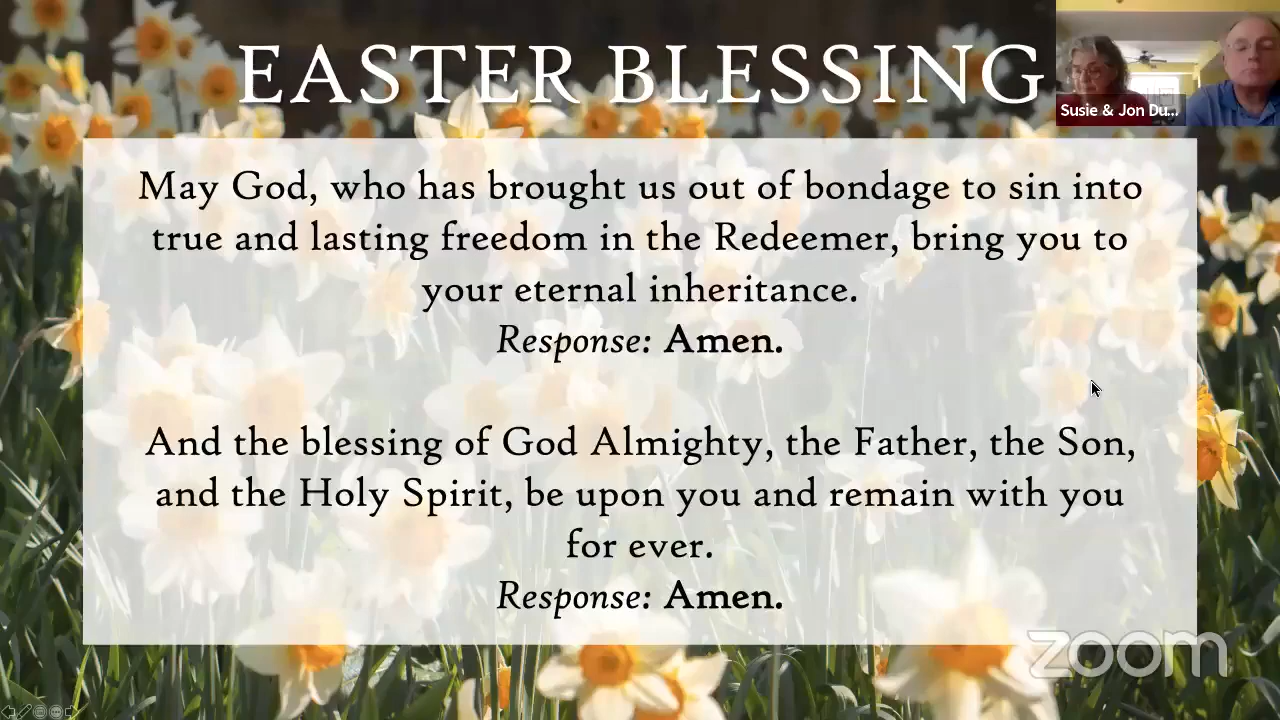 EASTER BLESSING
Susie & Jon Du...
May God, who has brought us out of bondage to sin into
true and lasting freedom in the Redeemer, bring you to
your eternal inheritance.
Response: Amen.
And the blessing of God Almighty, the Father, the Son,
and the Holy Spirit, be upon you and remain with you
for ever.
Response: Amen.
zoom